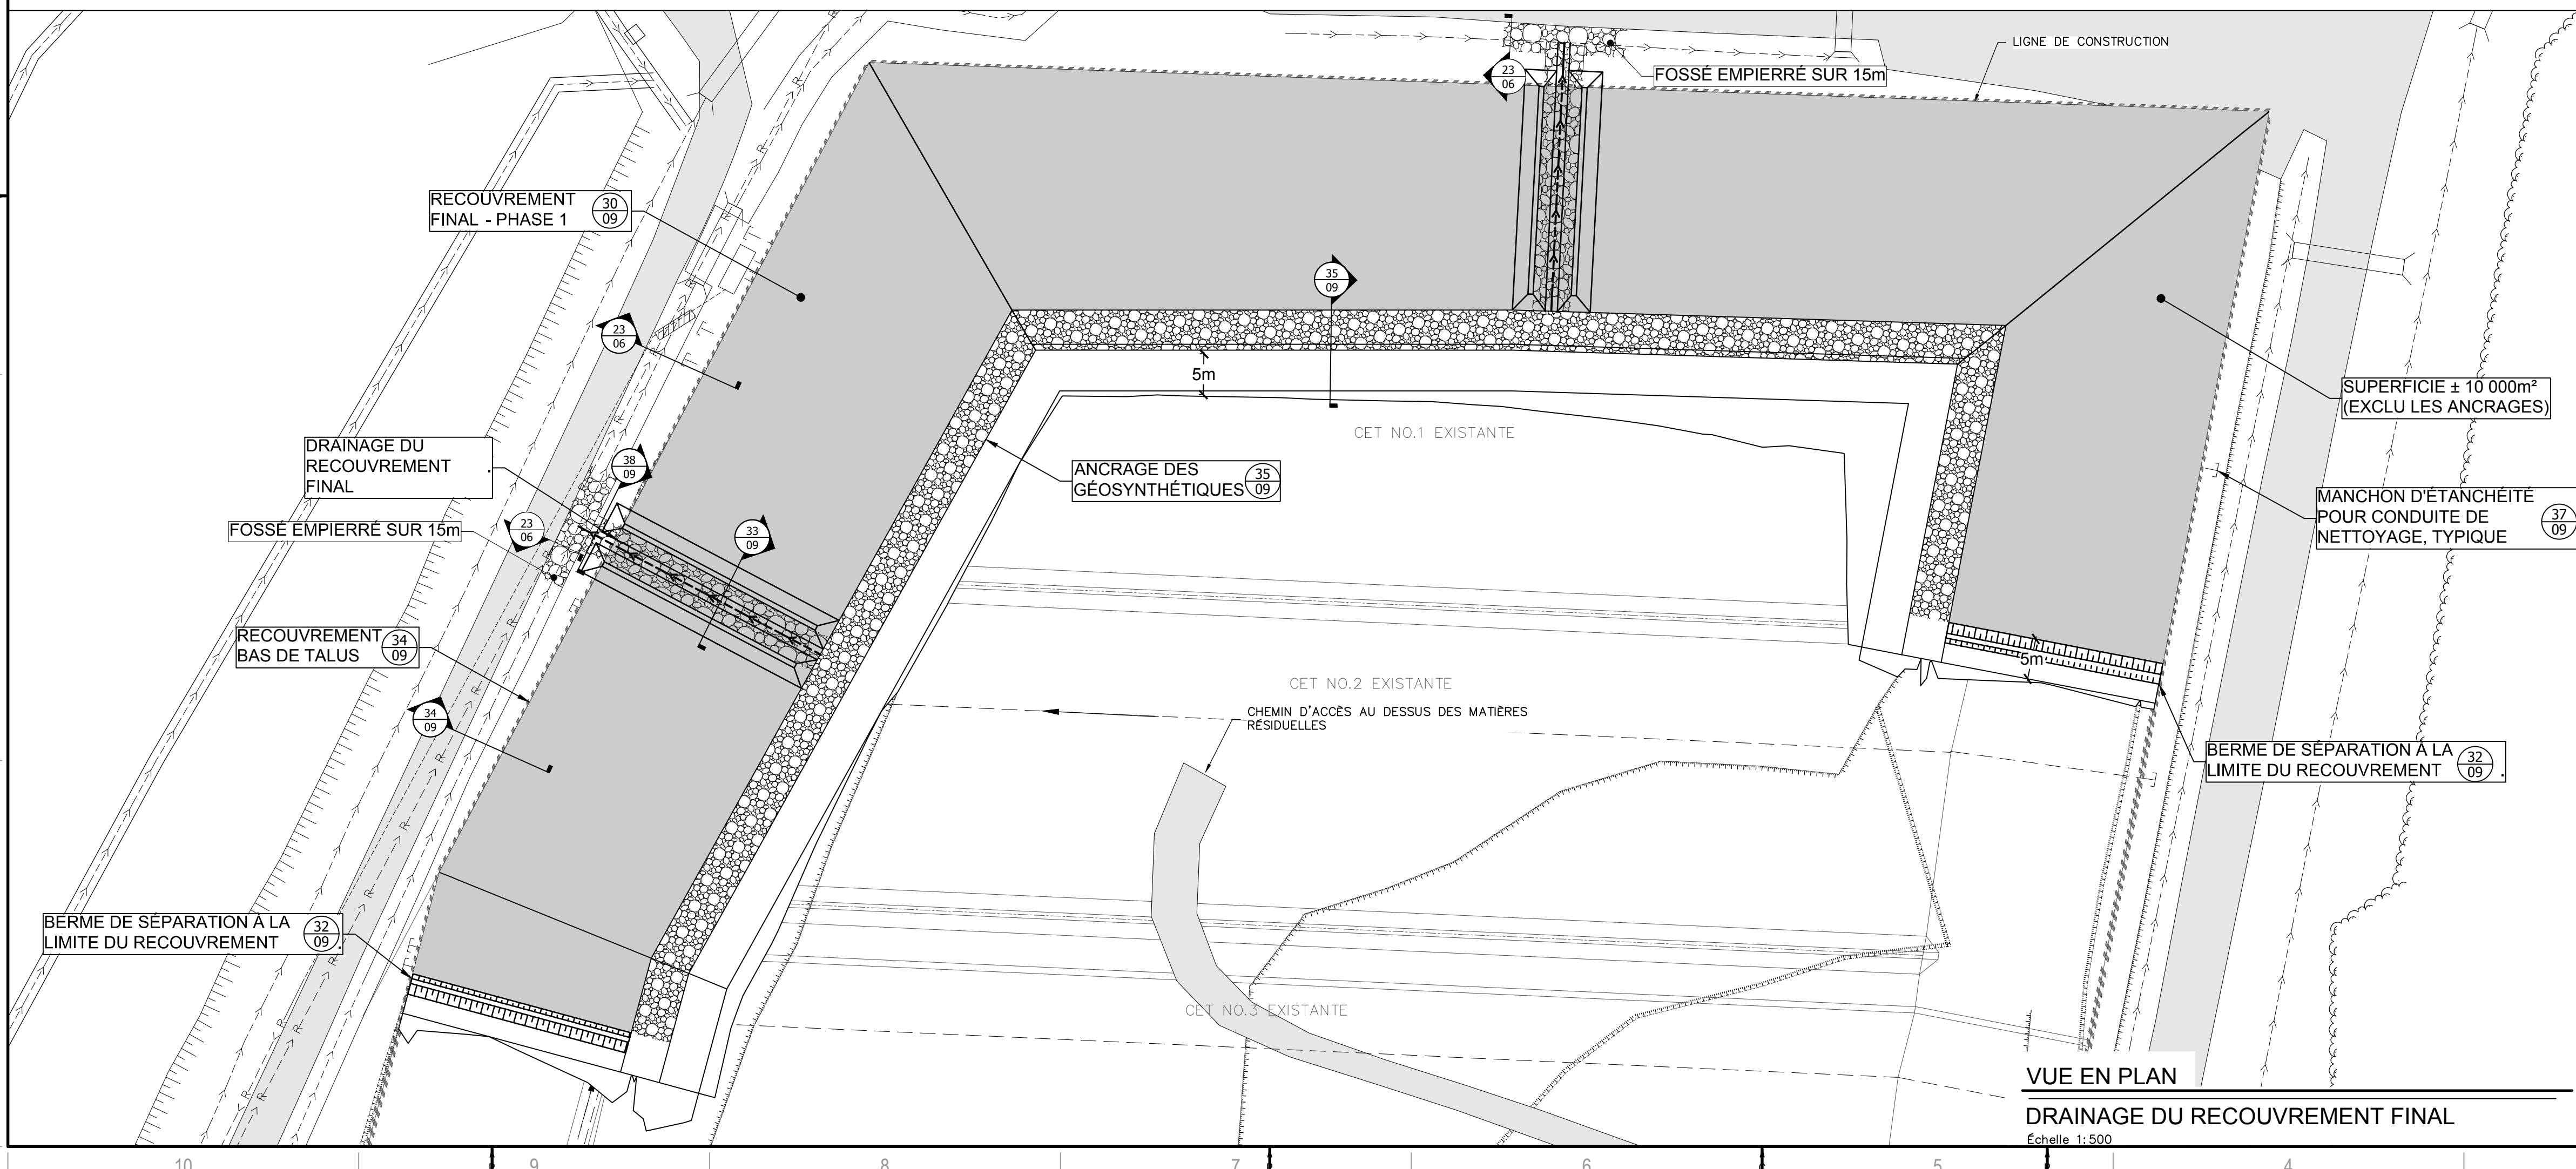 LIGNE DE CONSTRUCTION
23
06
FOSSÉ EMPIERRÉ SUR 15m
RECOUVREMENT
FINAL - PHASE 1
30
09
35
09
23
06
5m
SUPERFICIE ± 10 000m²
(EXCLU LES ANCRAGES)
CET NO.1 EXISTANTE
DRAINAGE DU
RECOUVREMENT
FINAL
38
09
ANCRAGE DES
GÉOSYNTHÉTIQUES
35
09
MANCHON D'ÉTANCHÉITÉ
POUR CONDUITE DE
NETTOYAGE, TYPIQUE
37
09
FOSSÉ EMPIERRÉ SUR 15m
23
06
33
09
RECOUVREMENT
BAS DE TALUS
34
09
5m
CET NO.2 EXISTANTE
34
09
CHEMIN D'ACCÈS AU DESSUS DES MATIÈRES
RÉSIDUELLES
BERME DE SÉPARATION À LA
LIMITE DU RECOUVREMENT
32
09
BERME DE SÉPARATION À LA
LIMITE DU RECOUVREMENT
32
09
CET NO.3 EXISTANTE
R
R
R
R
R
R
R
R
R
R
R
R
VUE EN PLAN
DRAINAGE DU RECOUVREMENT FINAL
Échelle 1:500
10
9
8
7
6
5
4